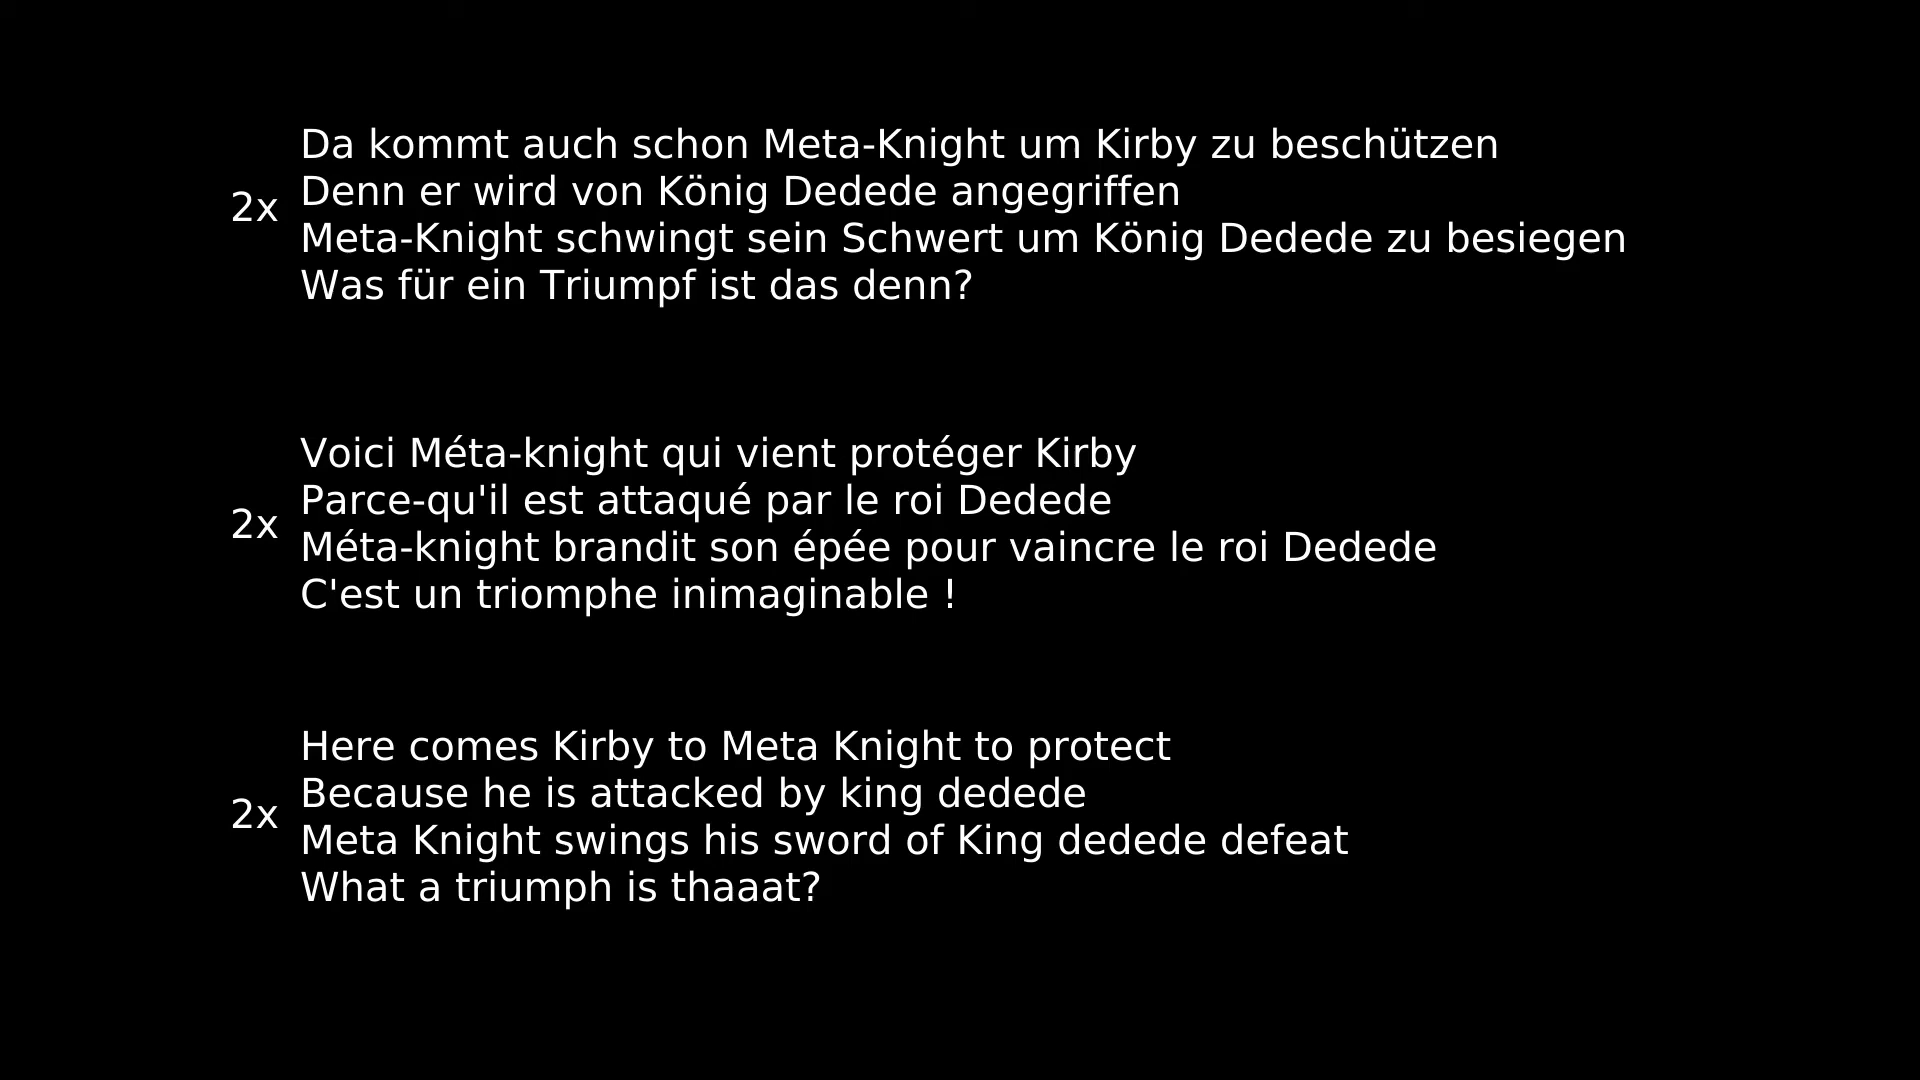 Da kommt auch schon Meta-Knight um Kirby zu beschützen
2x Denn er wird von König Dedede angegriffen
Meta-Knight schwingt sein Schwert um König Dedede zu besiegen
Was für ein Triumpf ist das denn?
Voici Méta-knight qui vient protéger Kirby
Parce-qu'il est attaqué par le roi Dedede
2x
Méta-knight brandit son épée pour vaincre le roi Dedede
C'est un triomphe inimaginable !
Here comes Kirby to Meta Knight to protect
Because he is attacked by king dedede
2x
Meta Knight swings his sword of King dedede defeat
What a triumph is thaaat?